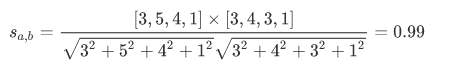 $s_{a,b} = \frac{[3,5,4,1] \times [3,4,3,1]}{\sqrt{3^2+5^2+4^2+1^2}\sqrt{3^2+4^2+3^2+1^2}} = 0.99$